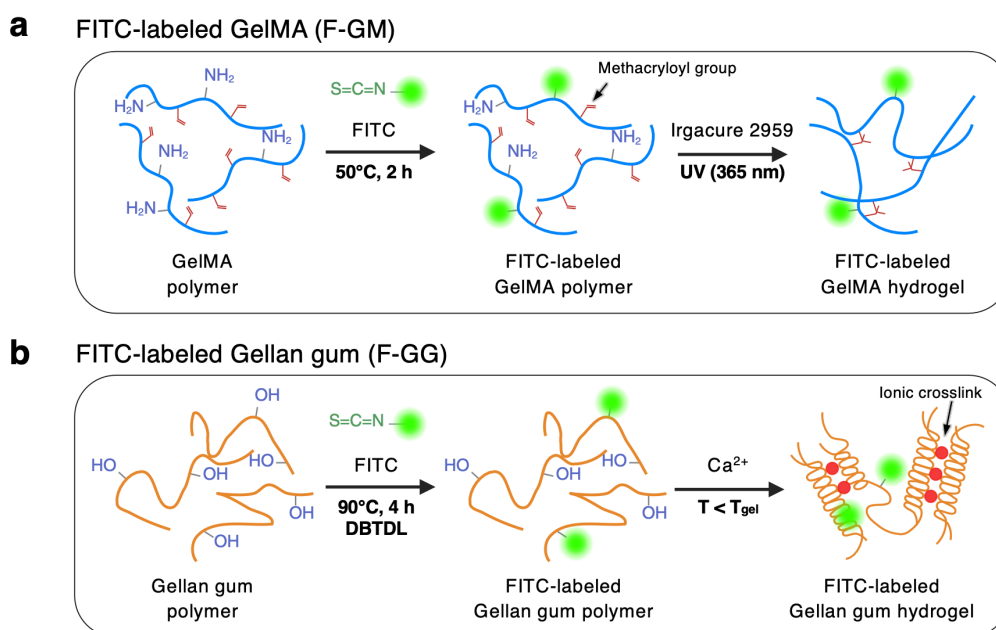 a FITC-labeled GelMA (F-GM)
NH₂
H₂N
NH₂
NH₂
H₂N
S=C=N
FITC
50°C, 2 h
Methacryloyl group
H₂N
NH₂
NH₂
Irgacure 2959
UV (365 nm)
GelMA
polymer
FITC-labeled
GelMA polymer
FITC-labeled
GelMA hydrogel
b FITC-labeled Gellan gum (F-GG)
OH
HO
OH
HO
OH
OH
S=C=N
FITC
90°C, 4 h
DBTDL
HO
OH
HO
OH
Ca²⁺
T < Tgel
Ionic crosslink
Gellan gum
polymer
FITC-labeled
Gellan gum polymer
FITC-labeled
Gellan gum hydrogel